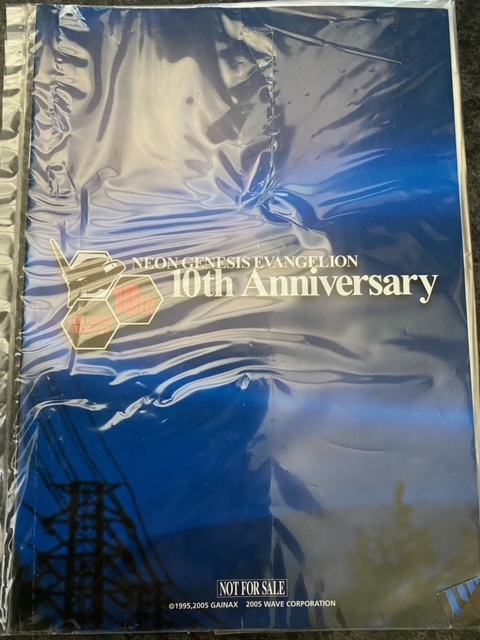 NEON GENESIS EVANGELION
10th Anniversary
NOT FOR SALE
©1995,2005 GAINAX 2005 WAVE CORPORATION